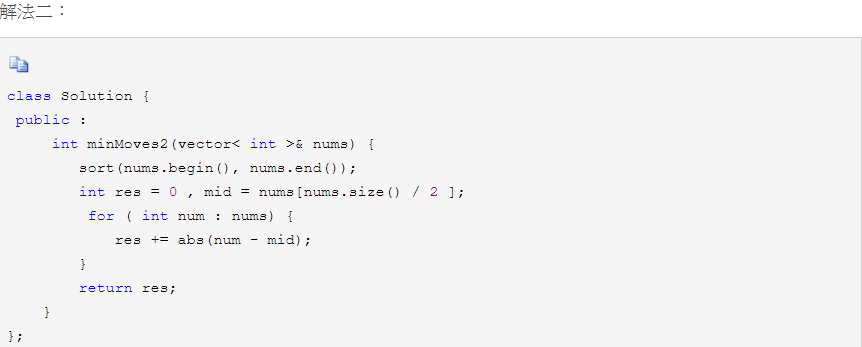 解法二：
class Solution {
 public :
     int minMoves2(vector< int >& nums) {
        sort(nums.begin(), nums.end());
        int res = 0 , mid = nums[nums.size() / 2 ];
         for ( int num : nums) {
            res += abs(num - mid);
        }
        return res;
    }
};